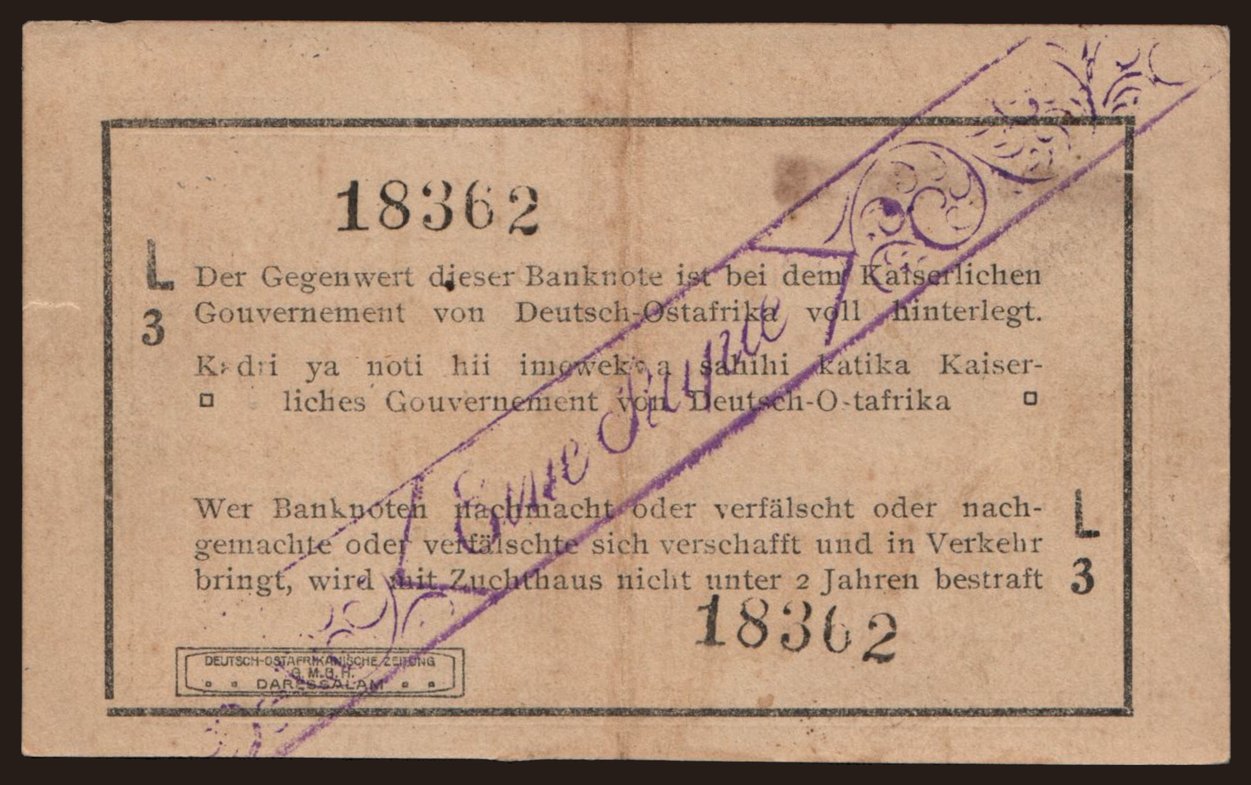 18362
L
3
Der Gegenwert dieser Banknote ist bei dem Kaiserlichen
Gouvernement von Deutsch-Ostafrika voll hinterlegt.
Kadri ya noti hii imowekwa sahihi katika Kaiser-
liches Gouvernement von Deutsch-Ostafrika
Eine Rupie
Wer Banknoten nachmacht oder verfälscht oder nach-
gemachte oder verfälschte sich verschafft und in Verkehr
bringt, wird mit Zuchthaus nicht unter 2 Jahren bestraft
L
3
18362
DEUTSCH-OSTAFRIKANISCHE ZEITUNG
G.M.B.H.
DARESSALAM